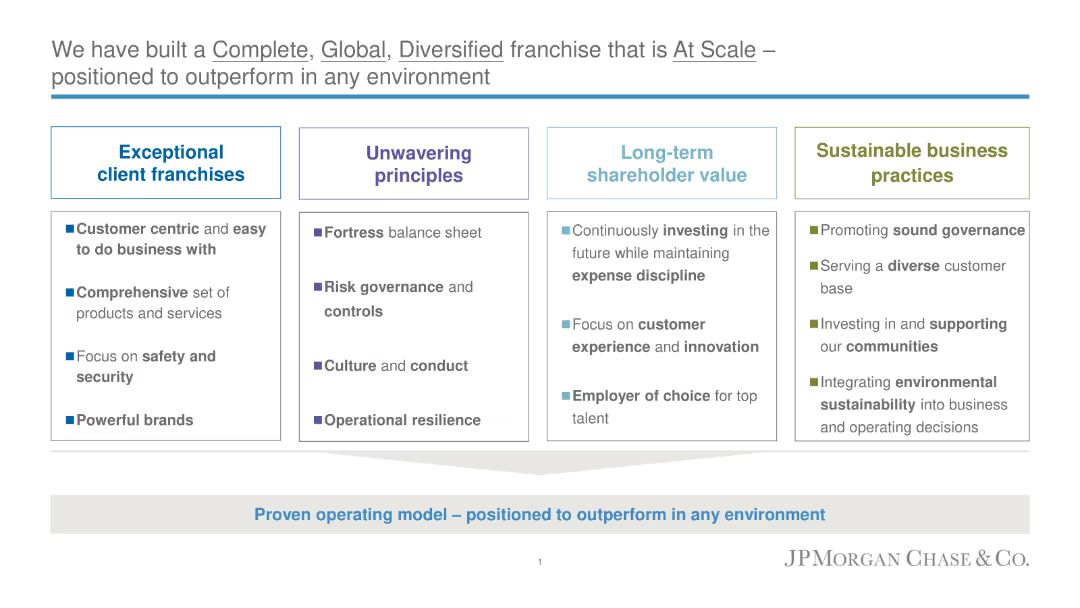 We have built a Complete, Global, Diversified franchise that is At Scale –
positioned to outperform in any environment
Exceptional
client franchises
■Customer centric and easy
to do business with
■Comprehensive set of
products and services
■Focus on safety and
security
■Powerful brands
Unwavering
principles
■Fortress balance sheet
■Risk governance and
controls
■Culture and conduct
■Operational resilience
Long-term
shareholder value
■Continuously investing in the
future while maintaining
expense discipline
■Focus on customer
experience and innovation
■Employer of choice for top
talent
Sustainable business
practices
■Promoting sound governance
■Serving a diverse customer
base
■Investing in and supporting
our communities
■Integrating environmental
sustainability into business
and operating decisions
Proven operating model – positioned to outperform in any environment
1
JPMORGAN CHASE & CO.